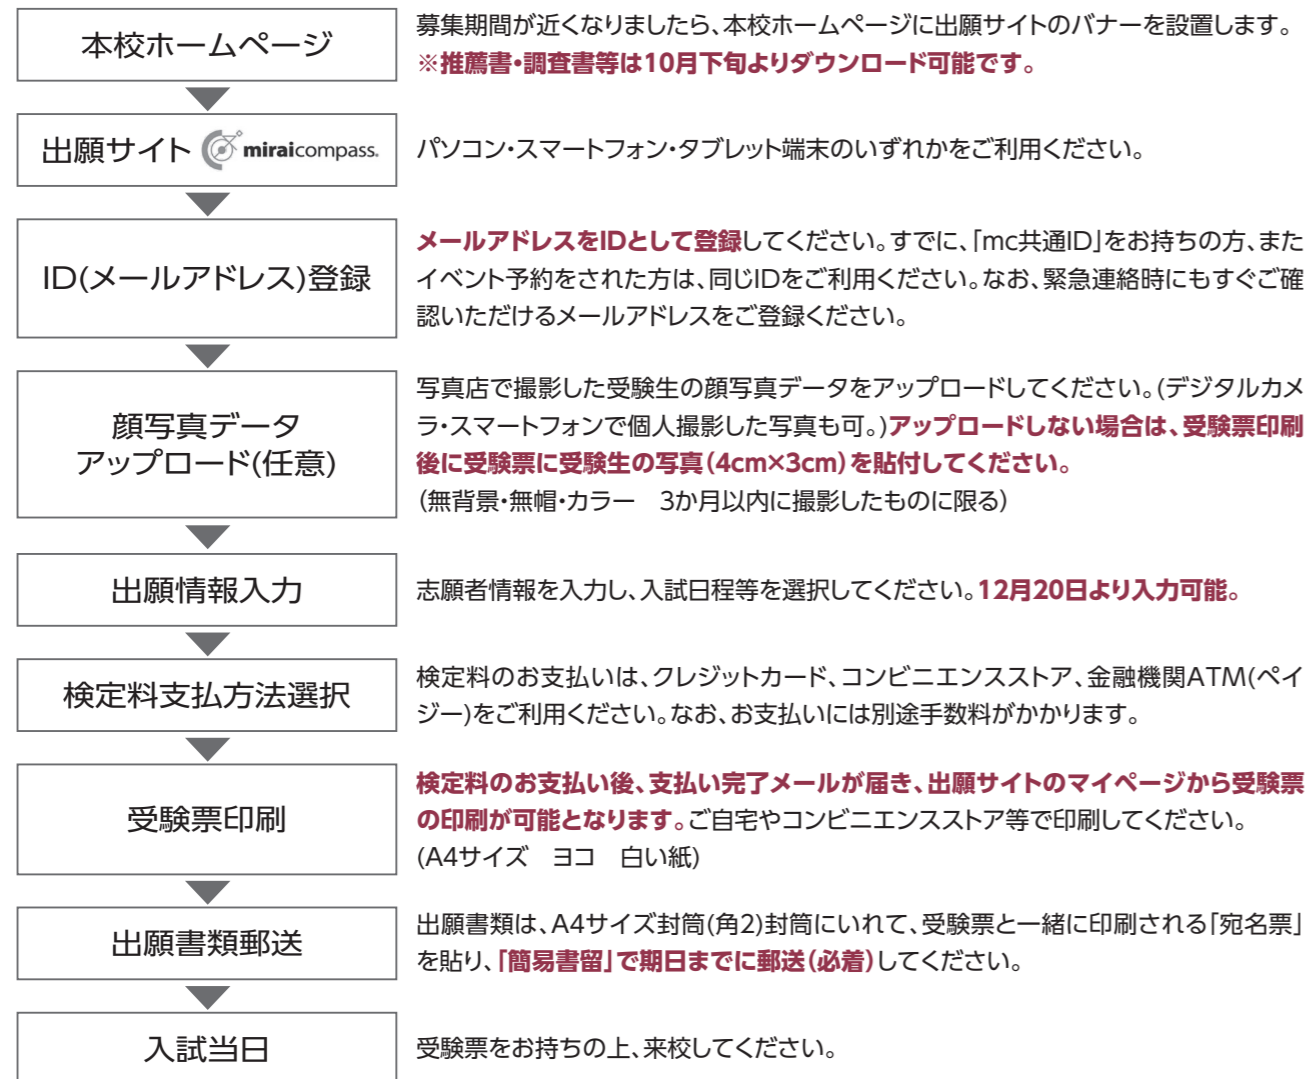 本校ホームページ
募集期間が近くなりましたら、本校ホームページに出願サイトのバナーを設置します。
※推薦書・調査書等は10月下旬よりダウンロード可能です。
出願サイト miraicompass.
パソコン・スマートフォン・タブレット端末のいずれかをご利用ください。
ID(メールアドレス)登録
メールアドレスをIDとして登録してください。すでに、「mc共通ID」をお持ちの方、また
イベント予約をされた方は、同じIDをご利用ください。なお、緊急連絡時にもすぐご確
認いただけるメールアドレスをご登録ください。
顔写真データ
アップロード(任意)
写真店で撮影した受験生の顔写真データをアップロードしてください。(デジタルカメ
ラ・スマートフォンで個人撮影した写真も可。)アップロードしない場合は、受験票印刷
後に受験票に受験生の写真(4cm×3cm)を貼付してください。
(無背景・無帽・カラー　3か月以内に撮影したものに限る)
出願情報入力
志願者情報を入力し、入試日程等を選択してください。12月20日より入力可能。
検定料支払方法選択
検定料のお支払いは、クレジットカード、コンビニエンスストア、金融機関ATM(ペイ
ジー)をご利用ください。なお、お支払いには別途手数料がかかります。
受験票印刷
検定料のお支払い後、支払い完了メールが届き、出願サイトのマイページから受験票
の印刷が可能となります。ご自宅やコンビニエンスストア等で印刷してください。
(A4サイズ　ヨコ　白い紙)
出願書類郵送
出願書類は、A4サイズ封筒(角2)封筒にいれて、受験票と一緒に印刷される「宛名票」
を貼り、「簡易書留」で期日までに郵送(必着)してください。
入試当日
受験票をお持ちの上、来校してください。